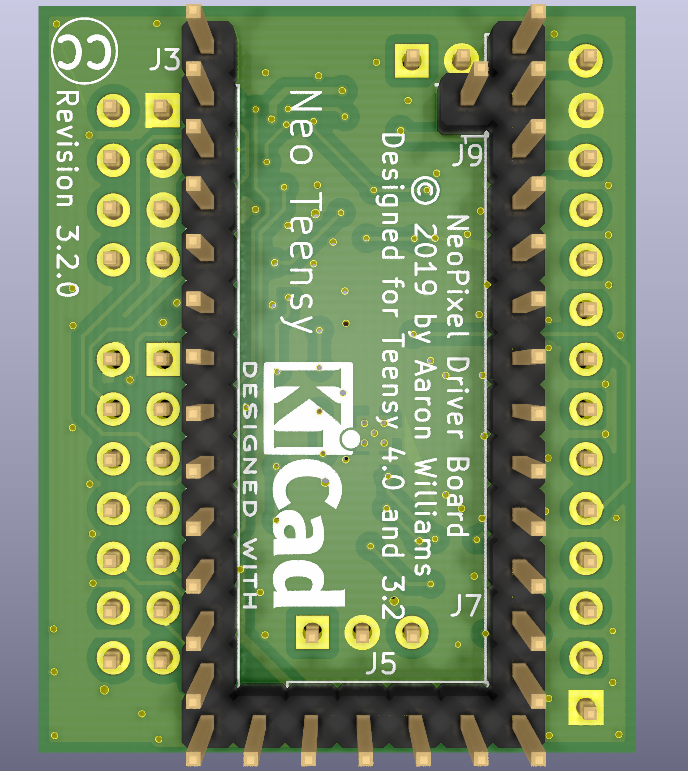 CC
J3
Revision 3.2.0
Neo Teensy
J9
NeoPixel Driver Board
© 2019 by Aaron Williams
Designed for Teensy 4.0 and 3.2
DESIGNED WITH
KiCad
J7
J5